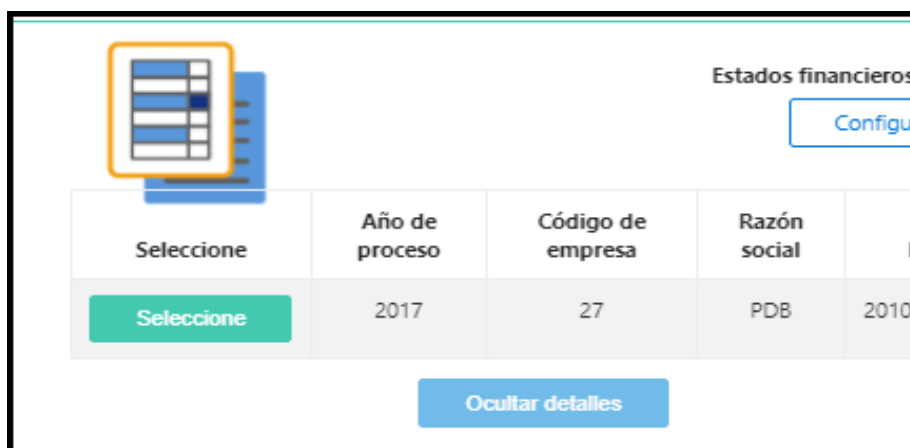 Estados financieros
Configu
Seleccione
Año de proceso
Código de empresa
Razón social
Seleccione
2017
27
PDB
2010
Ocultar detalles